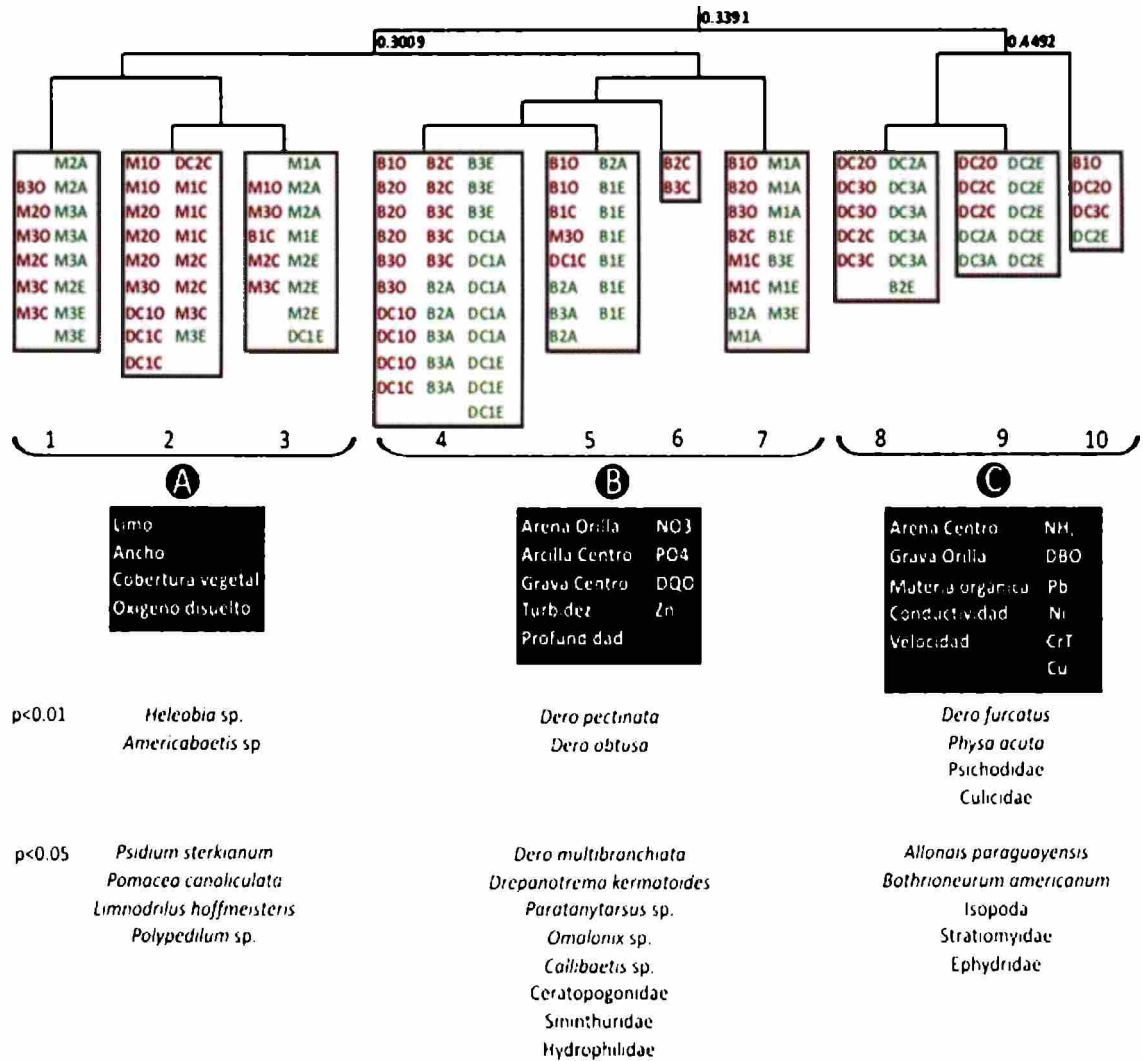 0.3391
0.3009
0.4492
M2A
B3O M2A
M2O M3A
M3O M3A
M2C M3A
M3C M2E
M3C M3E
M3E
M1O DC2C
M1O M1C
M2O M1C
M2O M1C
M2O M2C
M3O M2C
DC1O M3C
DC1C M3E
DC1C
M1A
M1O M2A
M3O M2A
B1C M1E
M2C M2E
M3C M2E
M2E
DC1E
B1O B2C B3E
B2O B2C B3E
B2O B3C B3E
B2O B3C DC1A
B3O B3C DC1A
B3O B2A DC1A
DC1O B2A DC1A
DC1O B3A DC1A
DC1O B3A DC1E
DC1C B3A DC1E
DC1E
B1O B2A
B1O B1E
B1C B1E
M3O B1E
DC1C B1E
B2A B1E
B3A B1E
B2A
B2C
B3C
B1O M1A
B2O M1A
B3O M1A
B2C B1E
M1C B3E
M1C M1E
B2A M3E
M1A
DC2O DC2A
DC3O DC2A
DC3O DC3A
DC2C DC3A
DC3C DC3A
B2E
DC2O DC2E
DC2C DC2E
DC2C DC2E
DC2A DC2E
DC3A DC2E
B1O
DC2O
DC3C
DC2E
1 2 3 4 5 6 7 8 9 10
A B C
Limo
Ancho
Cobertura vegetal
Oxigeno disuelto
Arena Orilla NO3
Arcilla Centro PO4
Grava Centro DQO
Turbidez Zn
Profundidad
Arena Centro NH,
Grava Orilla DBO
Materia organica Pb
Conductividad Ni
Velocidad CrT
Cu
p<0.01 Heleobia sp. Dero pectinata Dero furcatus
Americabaetis sp Dero obtusa Physa acuta
Psichodidae
Culicidae
p<0.05 Psidium sterkianum Dero multibranchiata Allonais paraguayensis
Pomacea canaliculata Drepanotrema kermatoides Bothrioneurum americanum
Limnodrilus hoffmeisteris Paratanytarsus sp. Isopoda
Polypedilum sp. Omalonix sp. Stratiomyidae
Callibaetis sp. Ephydridae
Ceratopogonidae
Sminthuridae
Hydrophilidae